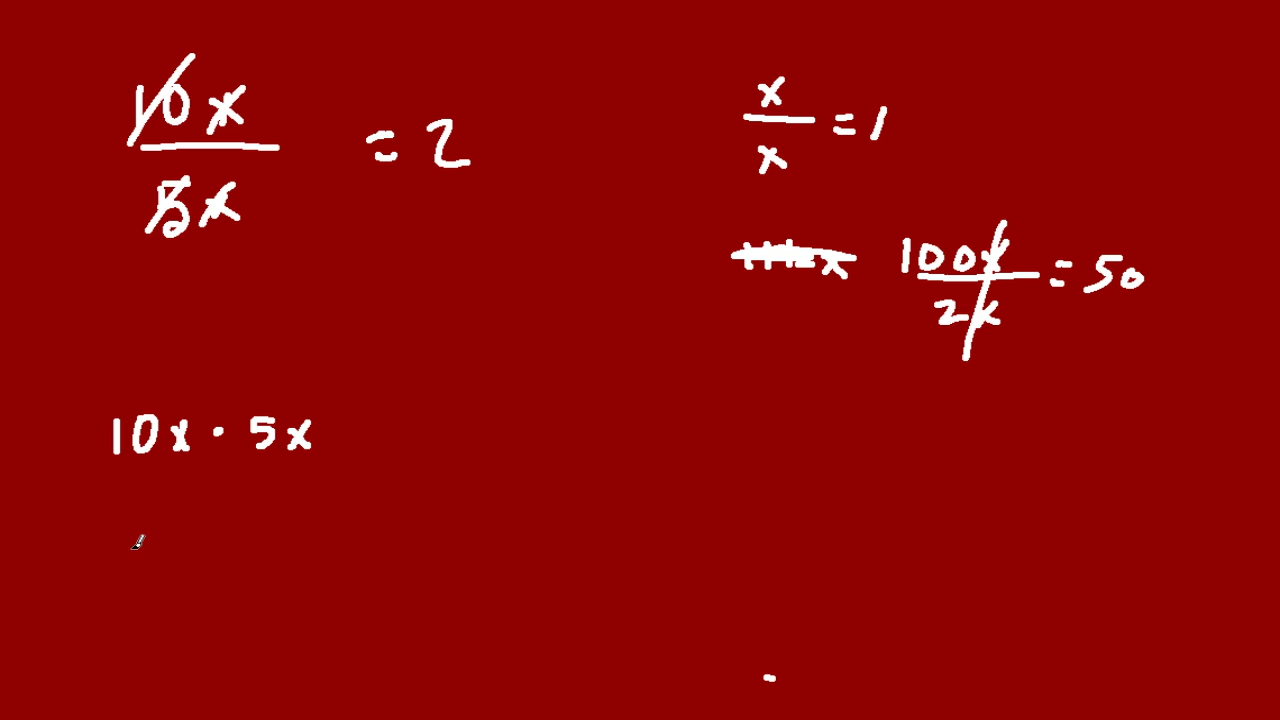 10x
5x
= 2
x
x
= 1
100x
2x
= 50
10x · 5x